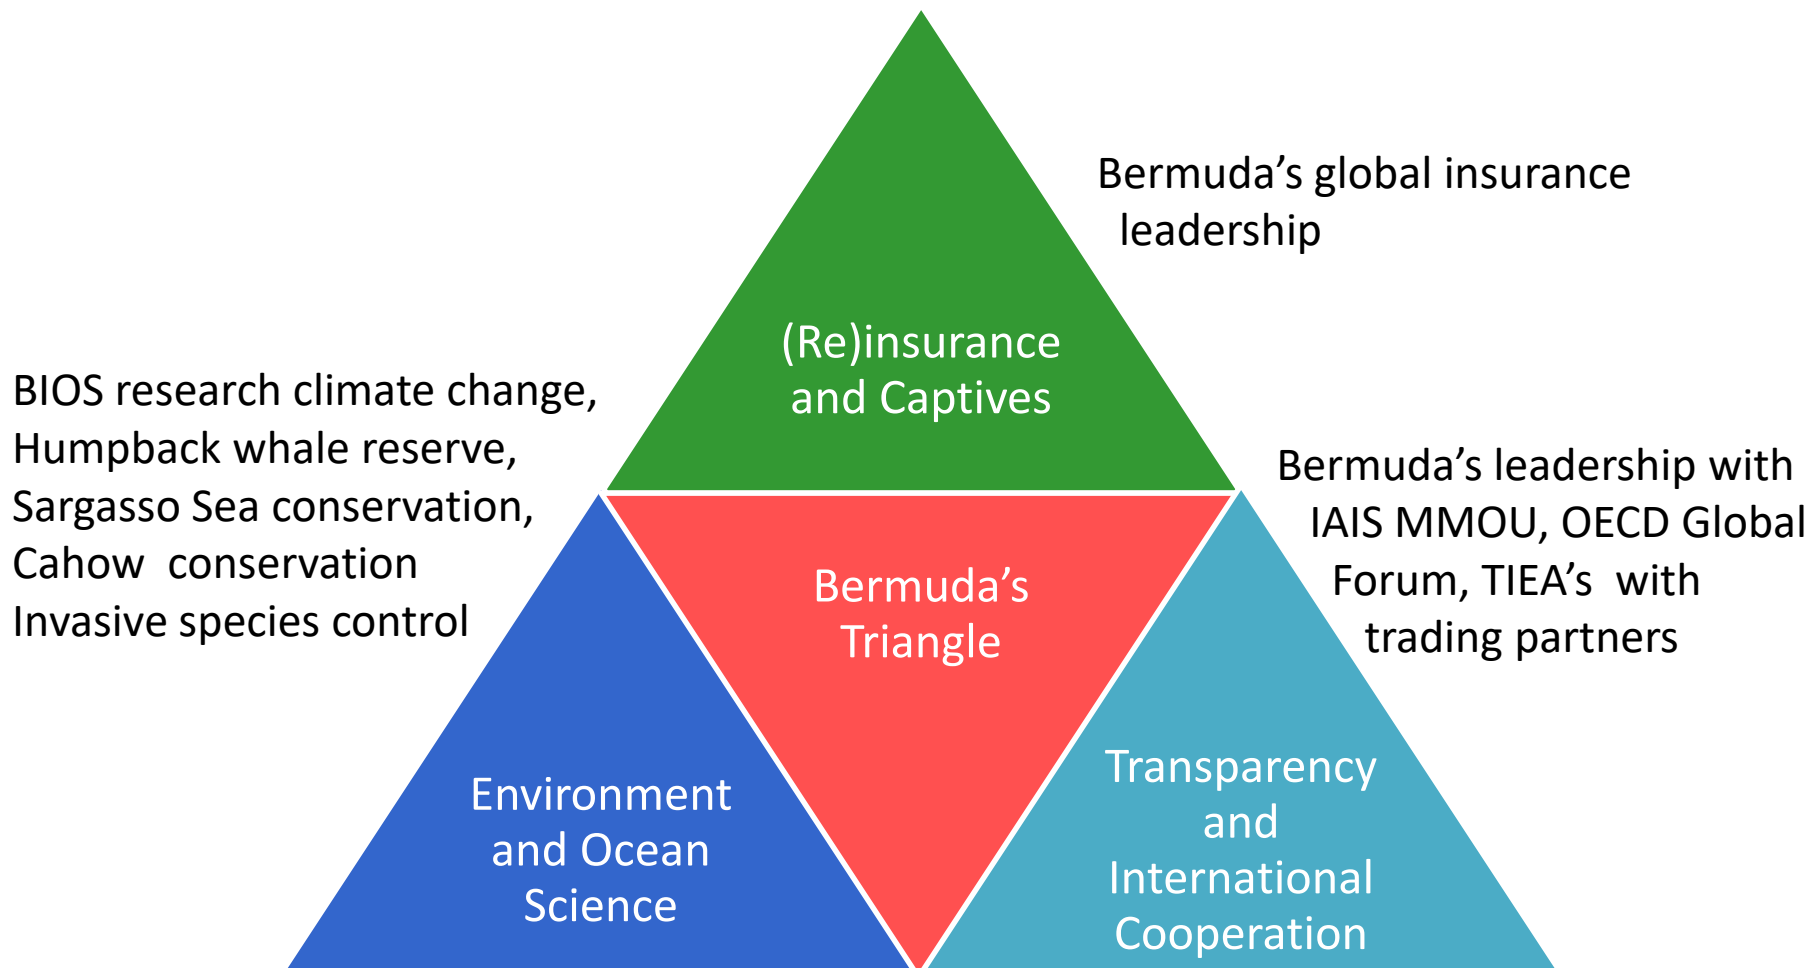 Bermuda’s global insurance
leadership
(Re)insurance
and Captives
BIOS research climate change,
Humpback whale reserve,
Sargasso Sea conservation,
Cahow  conservation
Invasive species control
Bermuda’s leadership with
IAIS MMOU, OECD Global
Forum, TIEA’s  with
trading partners
Bermuda’s
Triangle
Environment
and Ocean
Science
Transparency
and
International
Cooperation